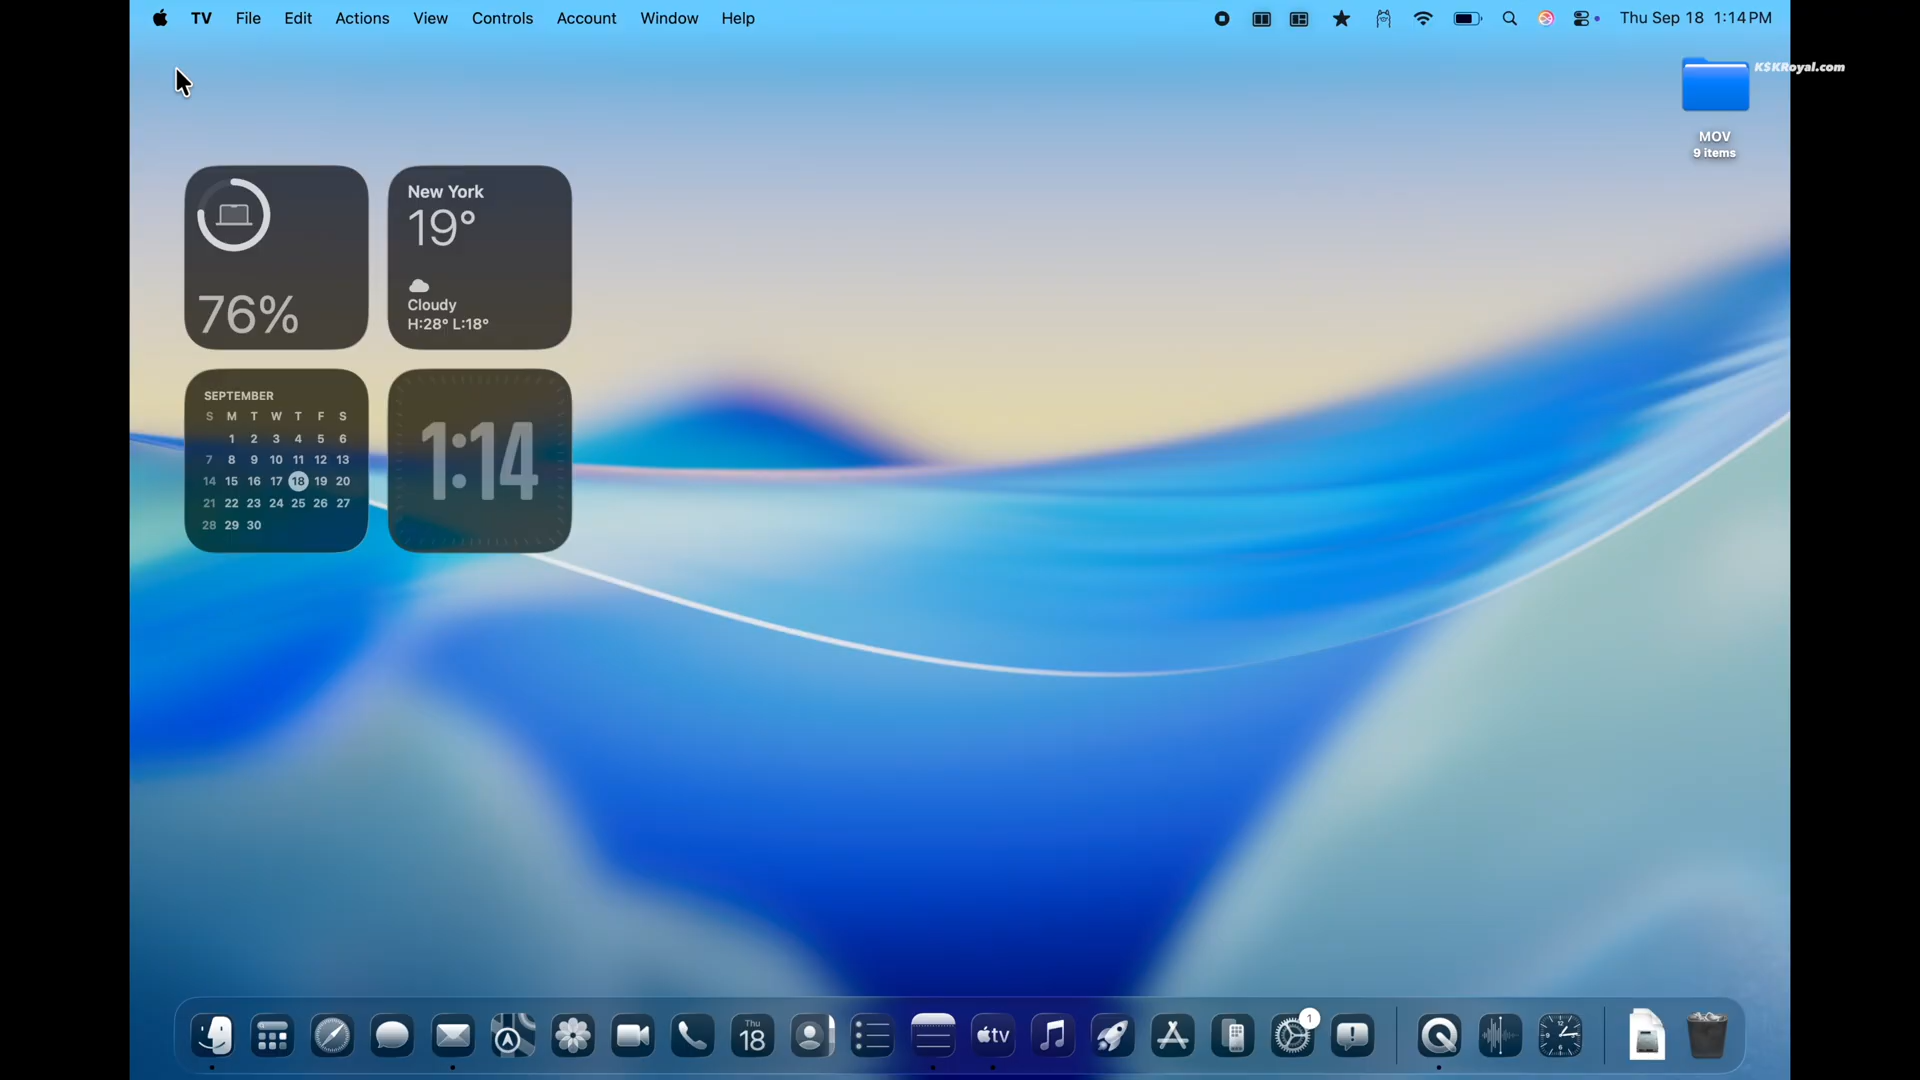 TV File Edit Actions View Controls Account Window Help Thu Sep 18 1:14 PM
KSKRoyal.com
MOV
9 items
76%
New York
19°
Cloudy
H:28° L:18°
SEPTEMBER
S M T W T F S
1 2 3 4 5 6
7 8 9 10 11 12 13
14 15 16 17 18 19 20
21 22 23 24 25 26 27
28 29 30
1:14
Thu
18
tv
1